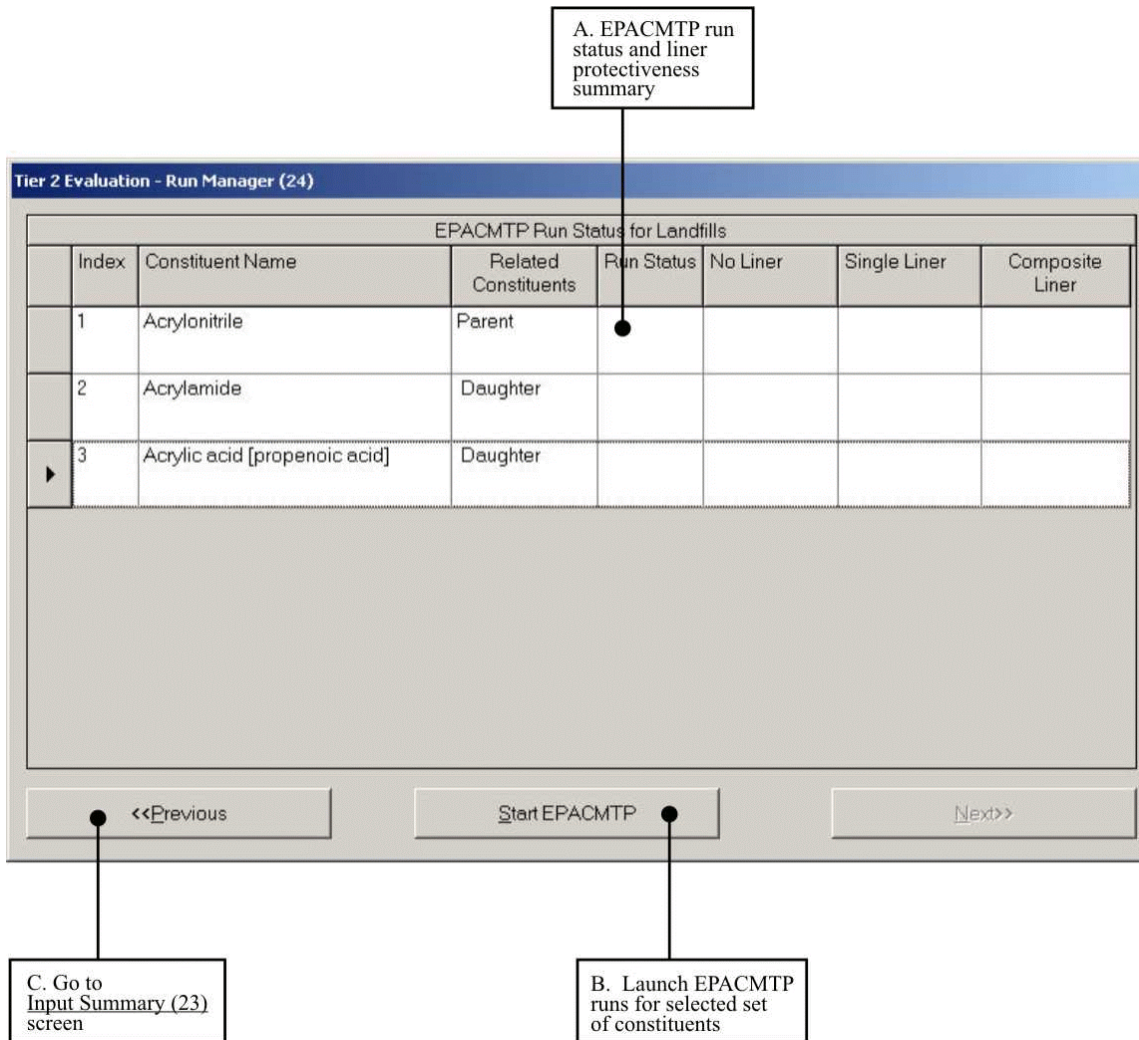 A. EPACMTP run
status and liner
protectiveness
summary
Tier 2 Evaluation - Run Manager (24)
EPACMTP Run Status for Landfills
Index Constituent Name Related Constituents Run Status No Liner Single Liner Composite Liner
1 Acrylonitrile Parent
2 Acrylamide Daughter
3 Acrylic acid [propenoic acid] Daughter
<<Previous Start EPACMTP Next>>
C. Go to
Input Summary (23)
screen
B. Launch EPACMTP
runs for selected set
of constituents